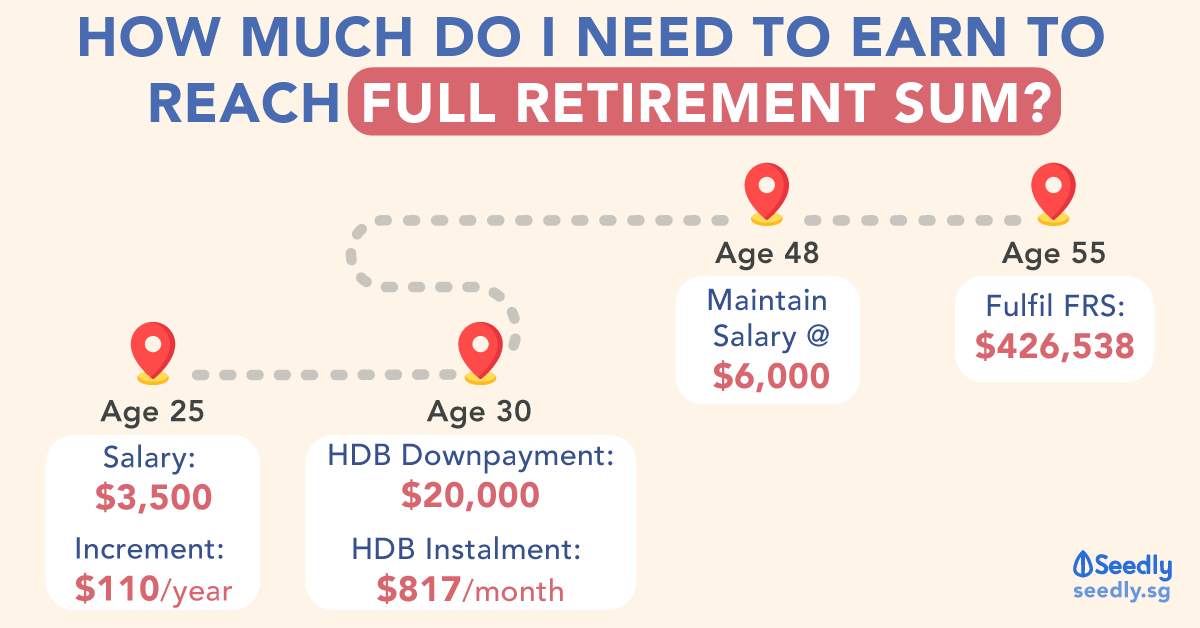 HOW MUCH DO I NEED TO EARN TO
REACH FULL RETIREMENT SUM?
Age 25
Salary:
$3,500
Increment:
$110/year
Age 30
HDB Downpayment:
$20,000
HDB Instalment:
$817/month
Age 48
Maintain
Salary @
$6,000
Age 55
Fulfil FRS:
$426,538
Seedly
seedly.sg